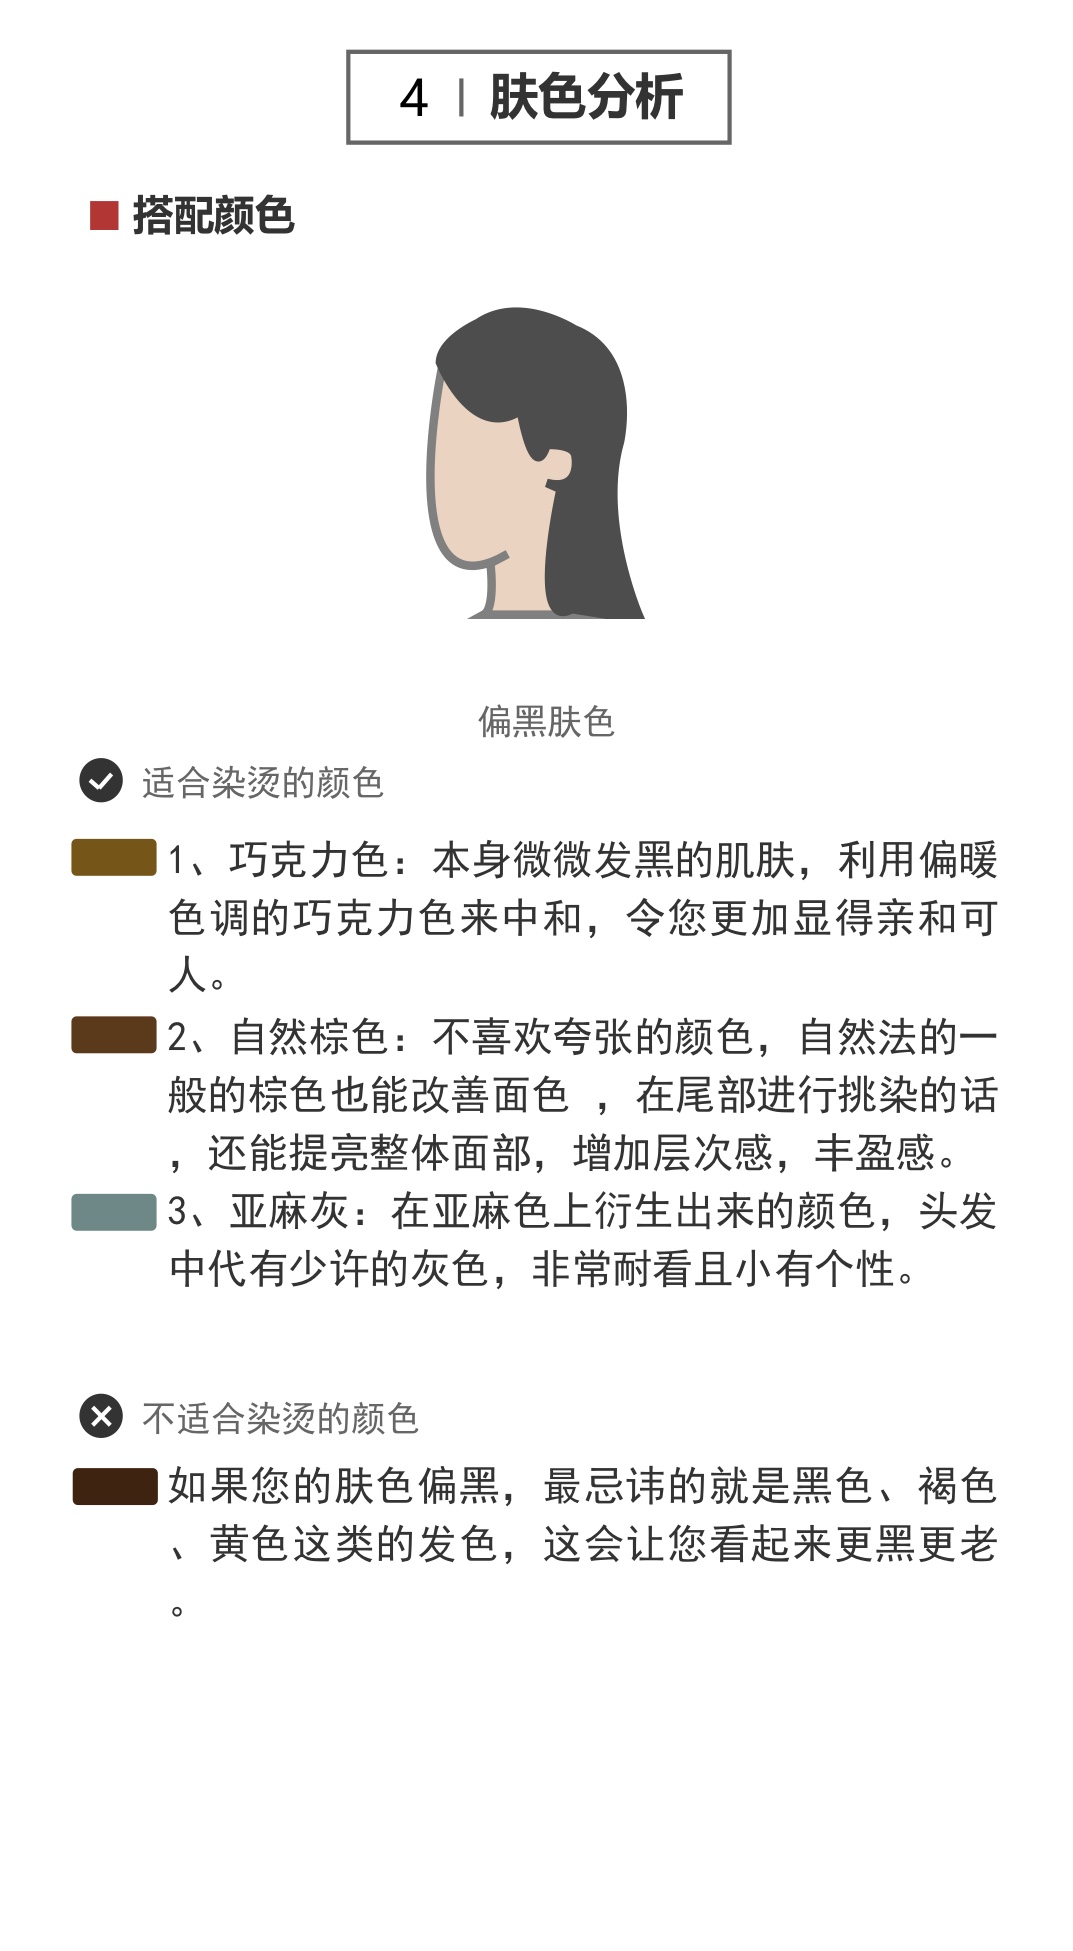 4 | 肤色分析
搭配颜色
偏黑肤色
适合染烫的颜色
1、巧克力色：本身微微发黑的肌肤，利用偏暖
色调的巧克力色来中和，令您更加显得亲和可
人。
2、自然棕色：不喜欢夸张的颜色，自然法的一
般的棕色也能改善面色 ，在尾部进行挑染的话
，还能提亮整体面部，增加层次感，丰盈感。
3、亚麻灰：在亚麻色上衍生出来的颜色，头发
中代有少许的灰色，非常耐看且小有个性。
不适合染烫的颜色
如果您的肤色偏黑，最忌讳的就是黑色、褐色
、黄色这类的发色，这会让您看起来更黑更老
。